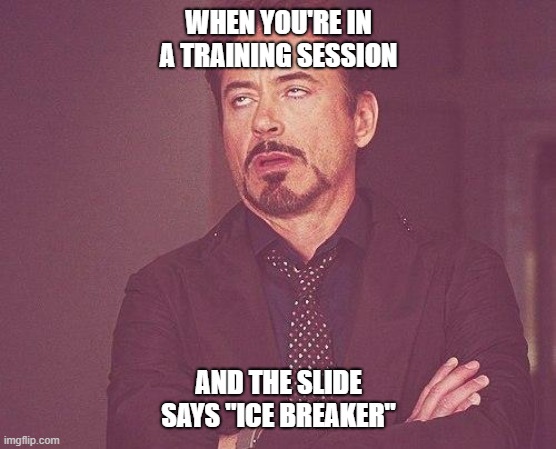 WHEN YOU'RE IN
A TRAINING SESSION
AND THE SLIDE
SAYS "ICE BREAKER"
imgflip.com